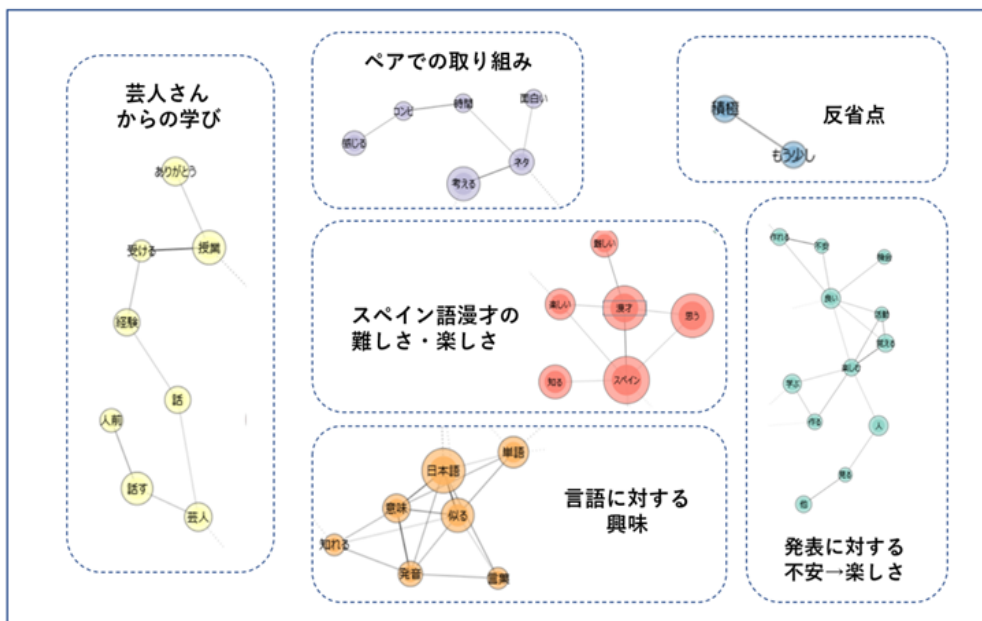 芸人さん
からの学び
ありがとう
受ける
授業
経験
話
人前
話す
芸人
ペアでの取り組み
コンビ
時間
面白い
感じる
ネタ
考える
積極
もう少し
反省点
スペイン語漫才の
難しさ・楽しさ
難しい
楽しい
漫才
思う
知る
スペイン
日本語
単語
意味
似る
知れる
発音
言葉
言語に対する
興味
作れる
不安
機会
良い
活動
覚える
楽しむ
学ぶ
作る
人
見る
他
発表に対する
不安→楽しさ